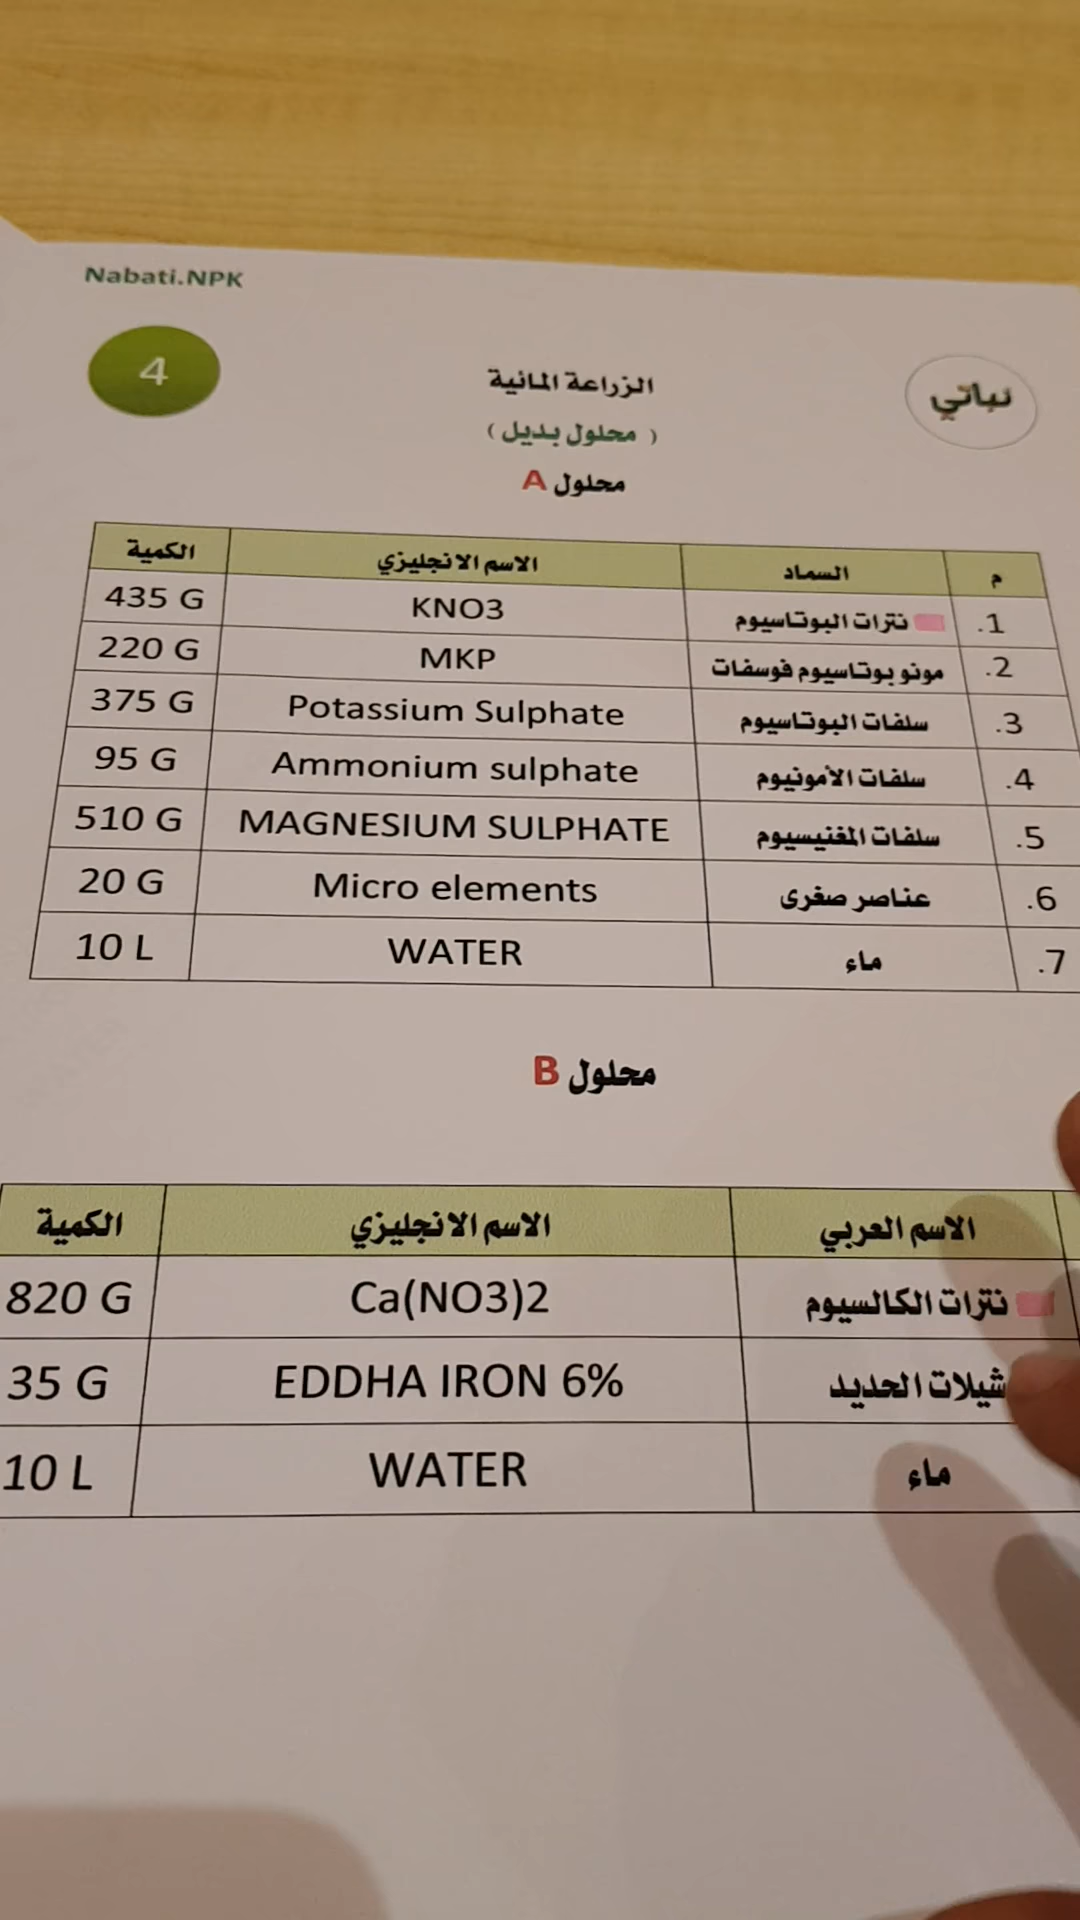 Nabati.NPK
4
نباتي
الزراعة المائية
( محلول بديل )
محلول A
م السماد الاسم الانجليزي الكمية
.1 نترات البوتاسيوم KNO3 435 G
.2 مونو بوتاسيوم فوسفات MKP 220 G
.3 سلفات البوتاسيوم Potassium Sulphate 375 G
.4 سلفات الأمونيوم Ammonium sulphate 95 G
.5 سلفات المغنيسيوم MAGNESIUM SULPHATE 510 G
.6 عناصر صغرى Micro elements 20 G
.7 ماء WATER 10 L
محلول B
الاسم العربي الاسم الانجليزي الكمية
نترات الكالسيوم Ca(NO3)2 820 G
شيلات الحديد EDDHA IRON 6% 35 G
ماء WATER 10 L